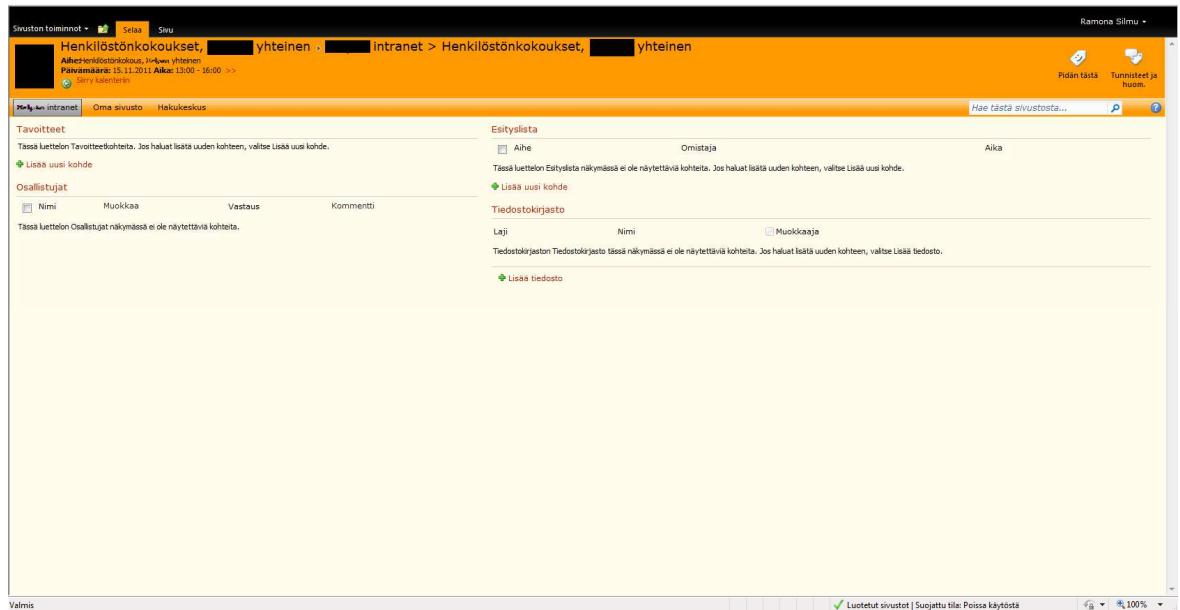 Ramona Silmu
Sivuston toiminnot Selaa Sivu
Henkilöstönkokoukset, yhteinen intranet > Henkilöstönkokoukset, yhteinen
Aihe:Henkilöstönkokous, yhteinen
Päivämäärä: 15.11.2011 Aika: 13:00 - 16:00 >>
Siirry kalenteriin
Pidän tästä
Tunnisteet ja
huom.
intranet Oma sivusto Hakukeskus
Hae tästä sivustosta...
Tavoitteet
Tässä luettelon Tavoitteetkohteita. Jos haluat lisätä uuden kohteen, valitse Lisää uusi kohde.
Lisää uusi kohde
Osallistujat
Nimi Muokkaa Vastaus Kommentti
Tässä luettelon Osallistujat näkymässä ei ole näytettäviä kohteita.
Esityslista
Aihe Omistaja Aika
Tässä luettelon Esityslista näkymässä ei ole näytettäviä kohteita. Jos haluat lisätä uuden kohteen, valitse Lisää uusi kohde.
Lisää uusi kohde
Tiedostokirjasto
Laji Nimi Muokkaaja
Tiedostokirjaston Tiedostokirjasto tässä näkymässä ei ole näytettäviä kohteita. Jos haluat lisätä uuden kohteen, valitse Lisää tiedosto.
Lisää tiedosto
Valmis
Luotetut sivustot | Suojattu tila: Poissa käytöstä
100%